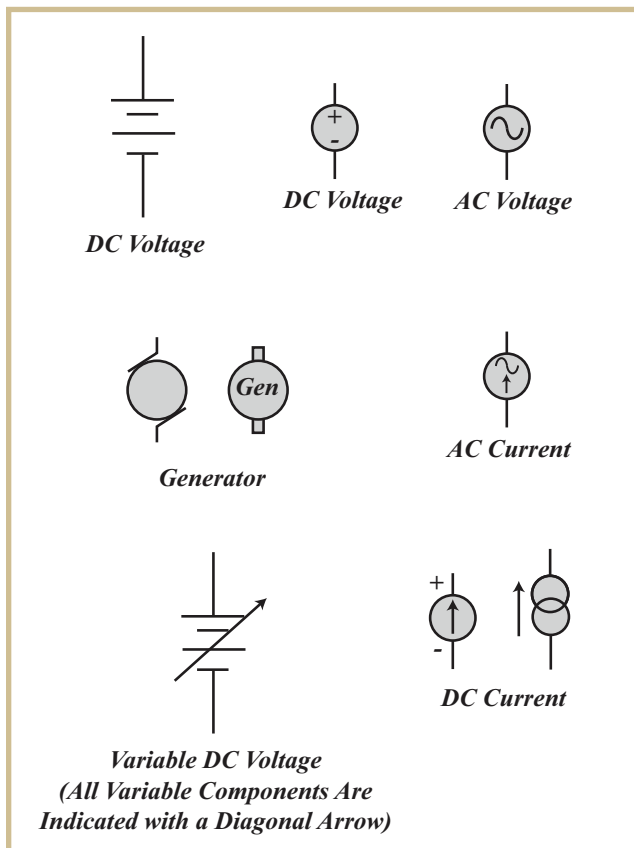 +
-
DC Voltage
DC Voltage
AC Voltage
Gen
Generator
AC Current
+
-
DC Current
Variable DC Voltage
(All Variable Components Are
Indicated with a Diagonal Arrow)